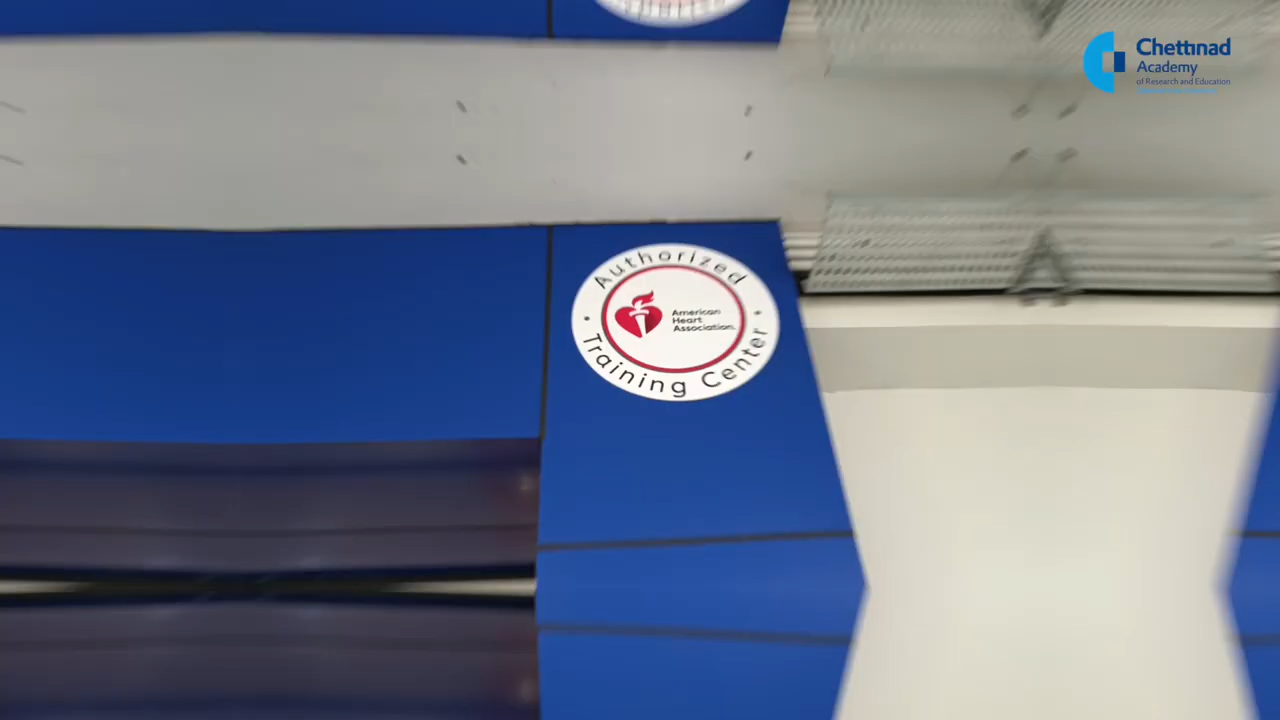 Chettinad
Academy
of Research and Education
Authorized
American
Heart
Association.
Training Center